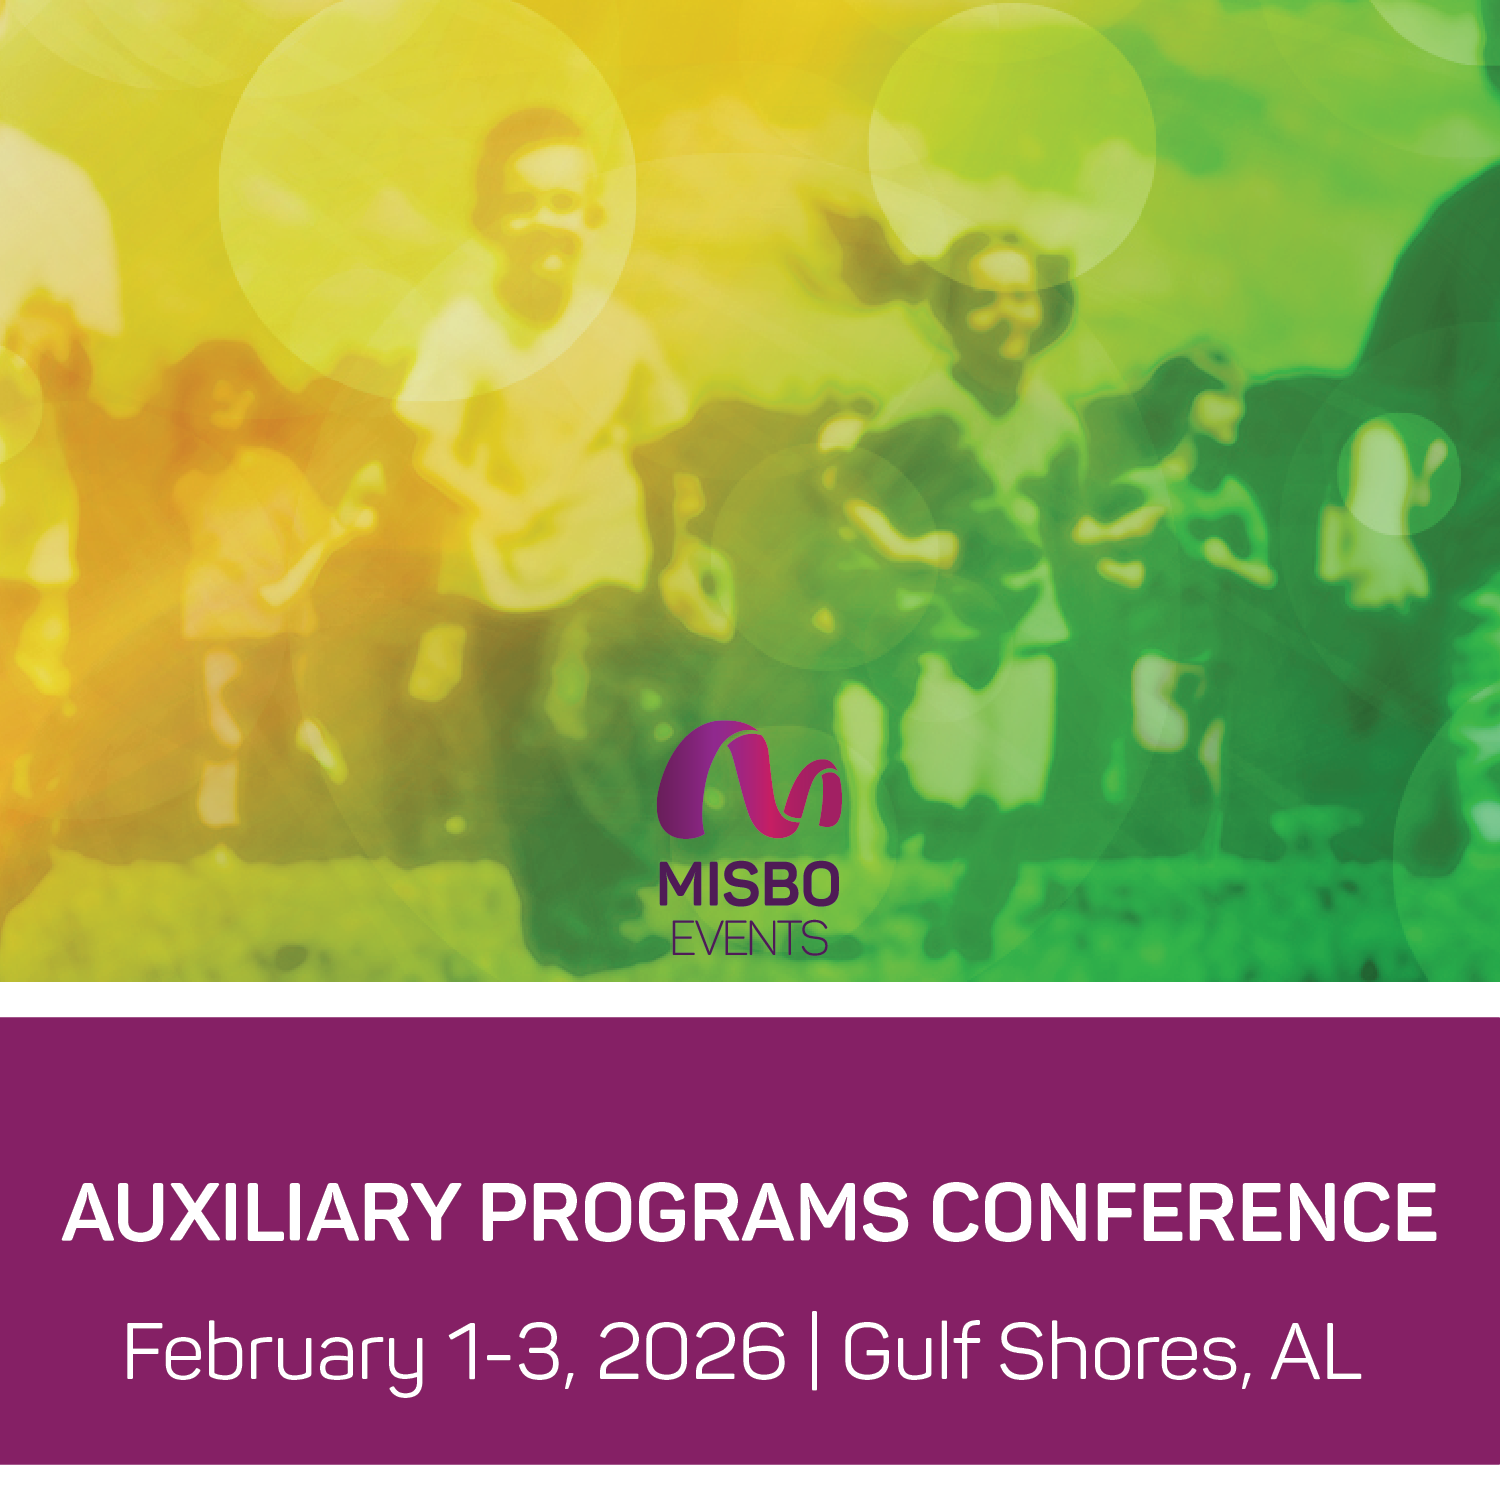 MISBO
EVENTS
AUXILIARY PROGRAMS CONFERENCE
February 1-3, 2026 | Gulf Shores, AL